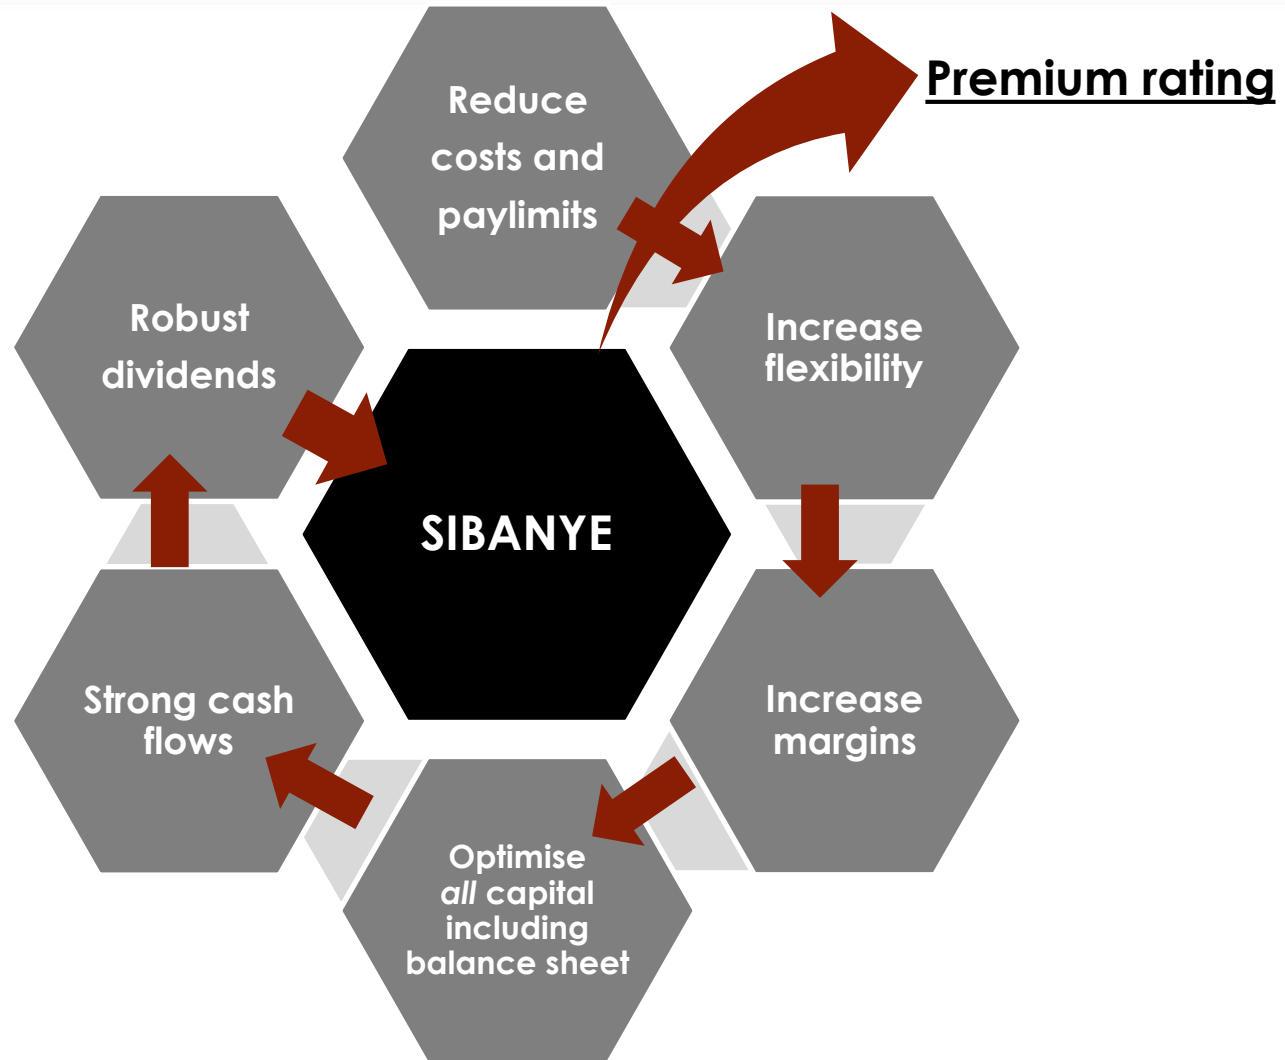 Premium rating
Reduce
costs and
paylimits
Increase
flexibility
Increase
margins
Optimise
all capital
including
balance sheet
Strong cash
flows
Robust
dividends
SIBANYE